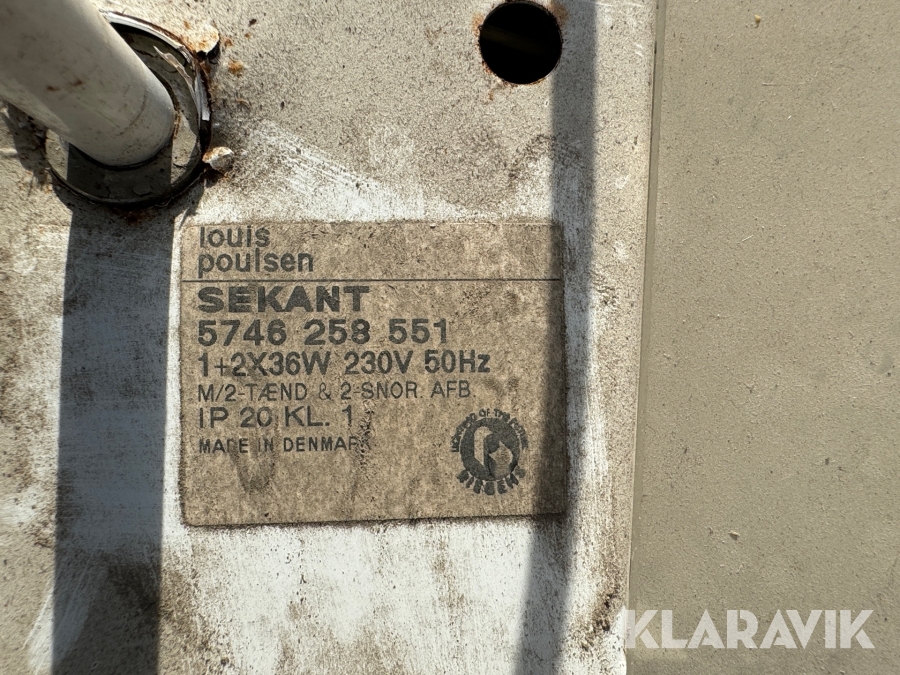 louis
poulsen
SEKANT
5746 258 551
1+2X36W 230V 50Hz
M/2-TÆND & 2-SNOR AFB.
IP 20 KL. 1
MADE IN DENMARK
KLARAVIK